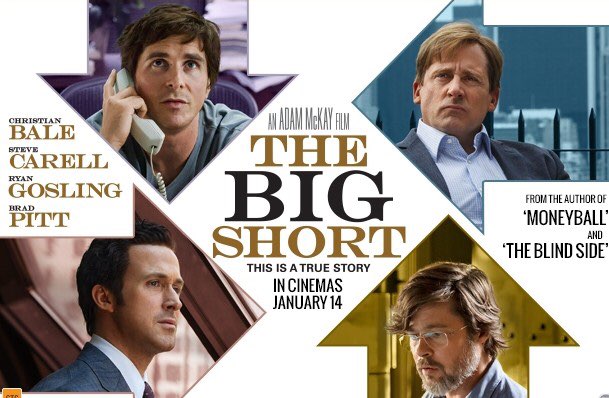 CHRISTIAN
BALE
STEVE
CARELL
RYAN
GOSLING
BRAD
PITT
AN ADAM McKAY FILM
THE
BIG
SHORT
THIS IS A TRUE STORY
IN CINEMAS
JANUARY 14
FROM THE AUTHOR OF
'MONEYBALL'
AND
'THE BLIND SIDE'